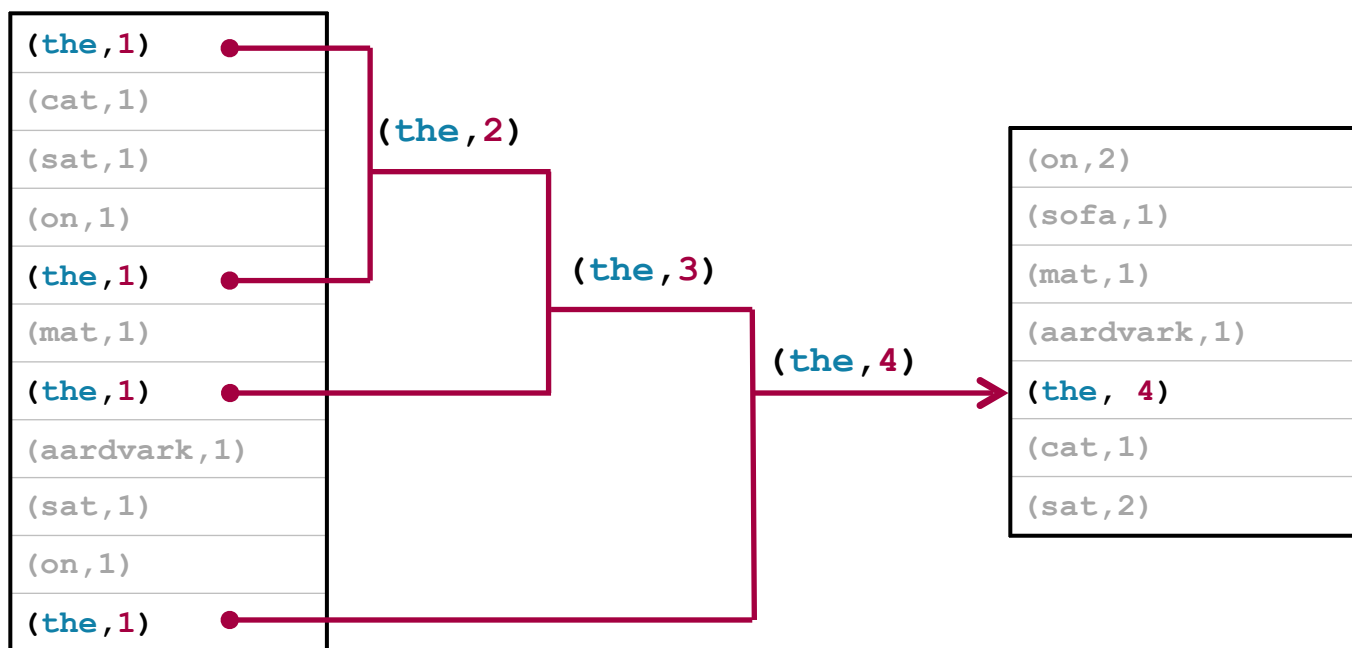 (the,1)
(cat,1)
(sat,1)
(on,1)
(the,1)
(mat,1)
(the,1)
(aardvark,1)
(sat,1)
(on,1)
(the,1)
(the,2)
(the,3)
(the,4)
(on,2)
(sofa,1)
(mat,1)
(aardvark,1)
(the, 4)
(cat,1)
(sat,2)